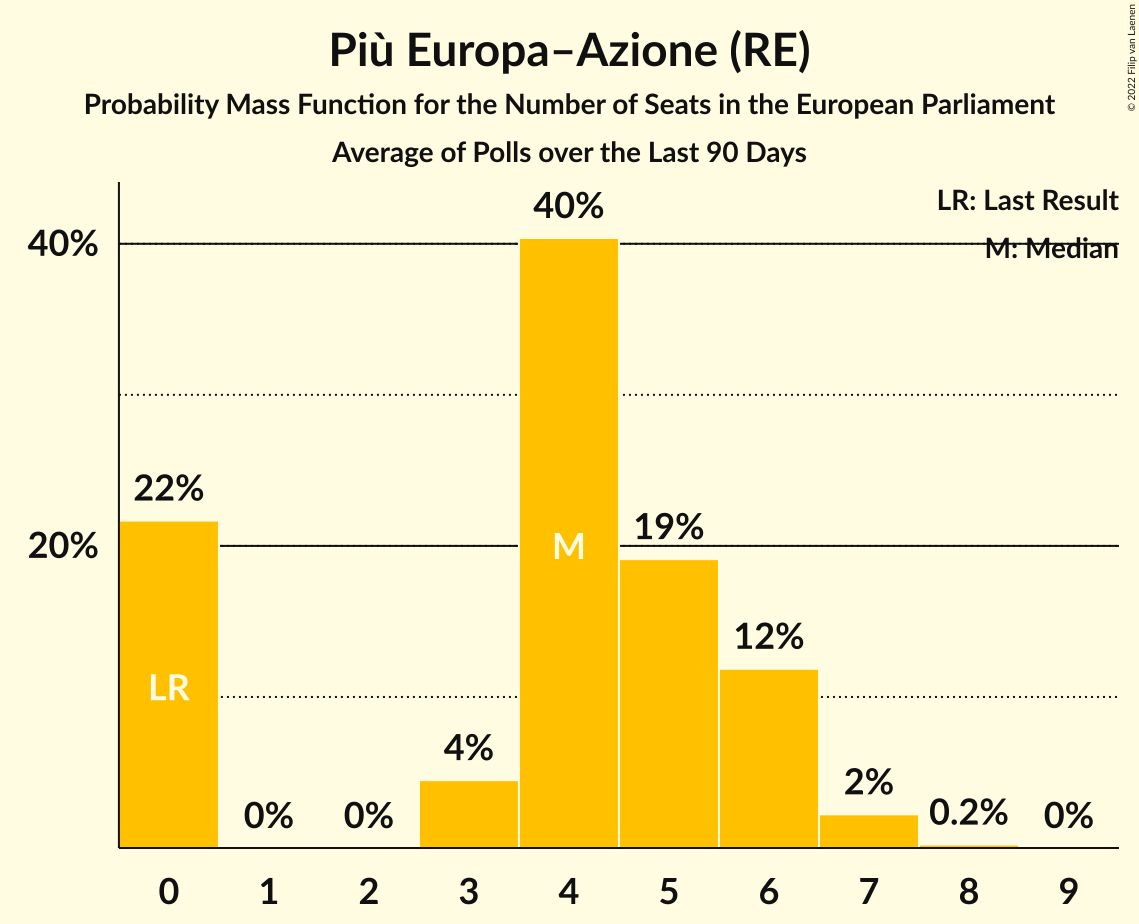 Più Europa–Azione (RE)
Probability Mass Function for the Number of Seats in the European Parliament
Average of Polls over the Last 90 Days
© 2022 Filip van Laenen
LR: Last Result
M: Median
40%
20%
22%
0%
0%
4%
40%
19%
12%
2%
0.2%
0%
LR
M
0 1 2 3 4 5 6 7 8 9